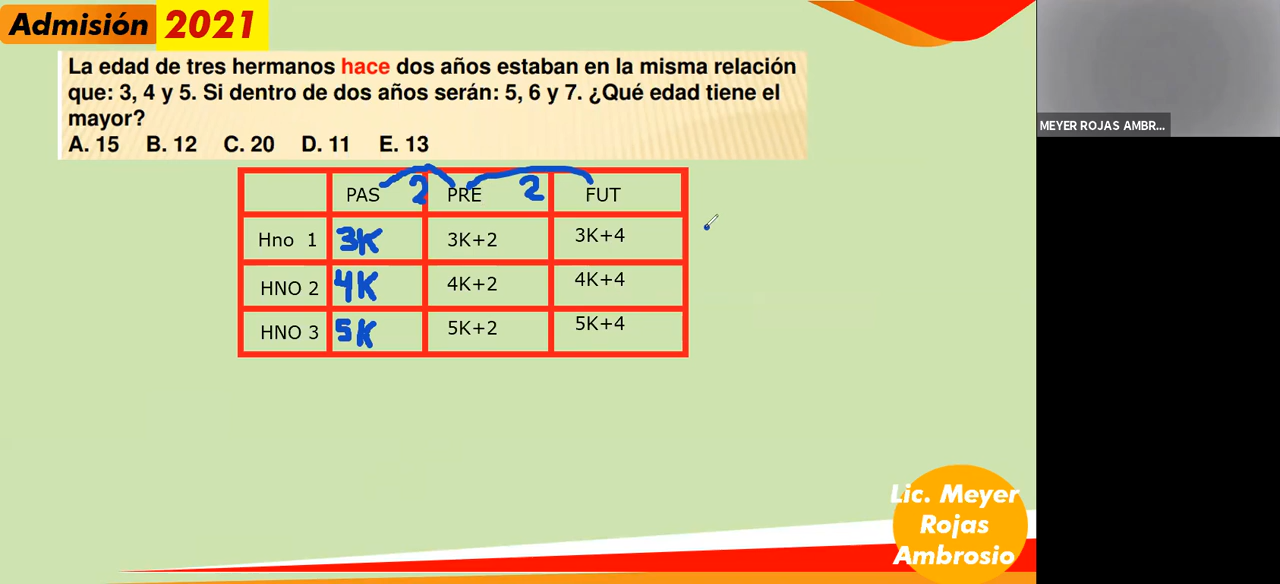 Admisión 2021
La edad de tres hermanos hace dos años estaban en la misma relación
que: 3, 4 y 5. Si dentro de dos años serán: 5, 6 y 7. ¿Qué edad tiene el
mayor?
A. 15 B. 12 C. 20 D. 11 E. 13
MEYER ROJAS AMBR...
PAS 2 PRE 2 FUT
Hno 1 3K 3K+2 3K+4
HNO 2 4K 4K+2 4K+4
HNO 3 5K 5K+2 5K+4
Lic. Meyer
Rojas
Ambrosio